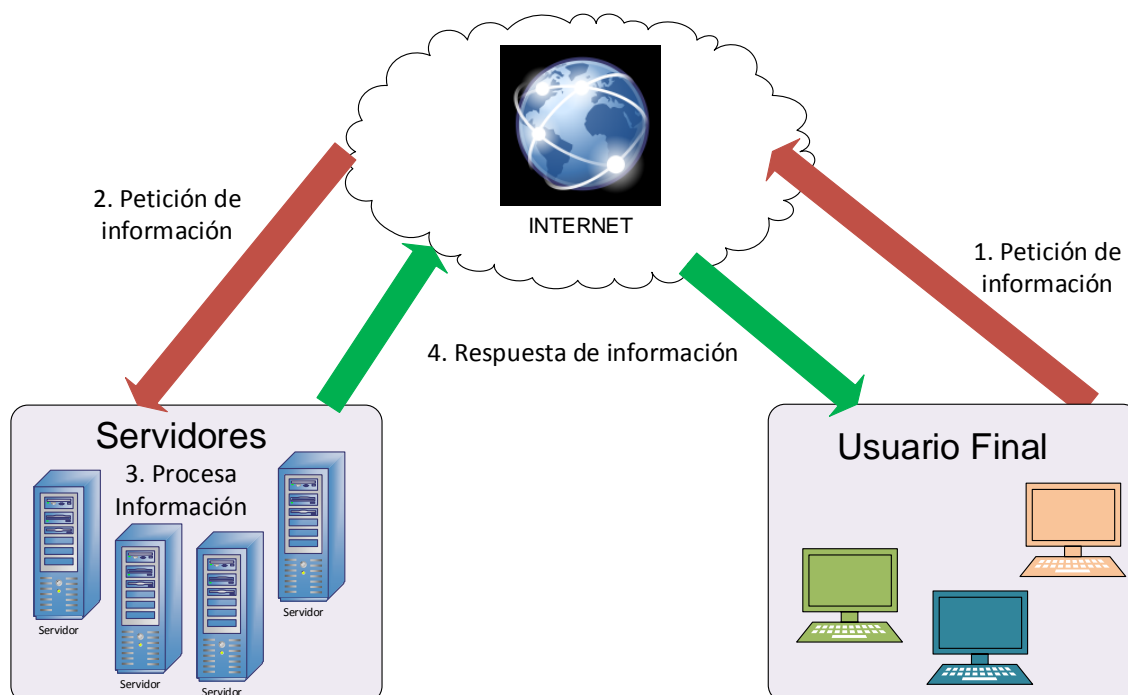 INTERNET
2. Petición de
información
1. Petición de
información
4. Respuesta de información
Servidores
3. Procesa
Información
Servidor
Servidor
Servidor
Servidor
Usuario Final